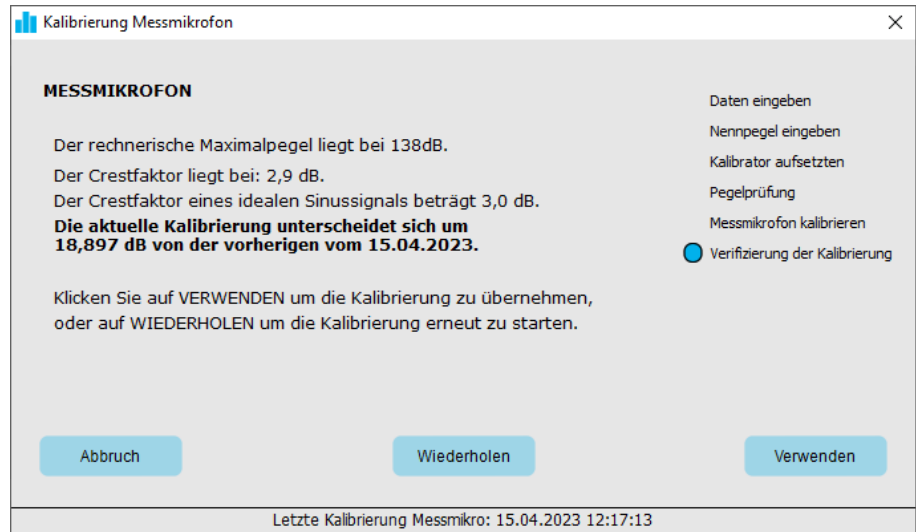 Kalibrierung Messmikrofon
MESSMIKROFON
Der rechnerische Maximalpegel liegt bei 138dB.
Der Crestfaktor liegt bei: 2,9 dB.
Der Crestfaktor eines idealen Sinussignals beträgt 3,0 dB.
Die aktuelle Kalibrierung unterscheidet sich um
18,897 dB von der vorherigen vom 15.04.2023.
Klicken Sie auf VERWENDEN um die Kalibrierung zu übernehmen,
oder auf WIEDERHOLEN um die Kalibrierung erneut zu starten.
Daten eingeben
Nennpegel eingeben
Kalibrator aufsetzten
Pegelprüfung
Messmikrofon kalibrieren
Verifizierung der Kalibrierung
Abbruch
Wiederholen
Verwenden
Letzte Kalibrierung Messmikro: 15.04.2023 12:17:13